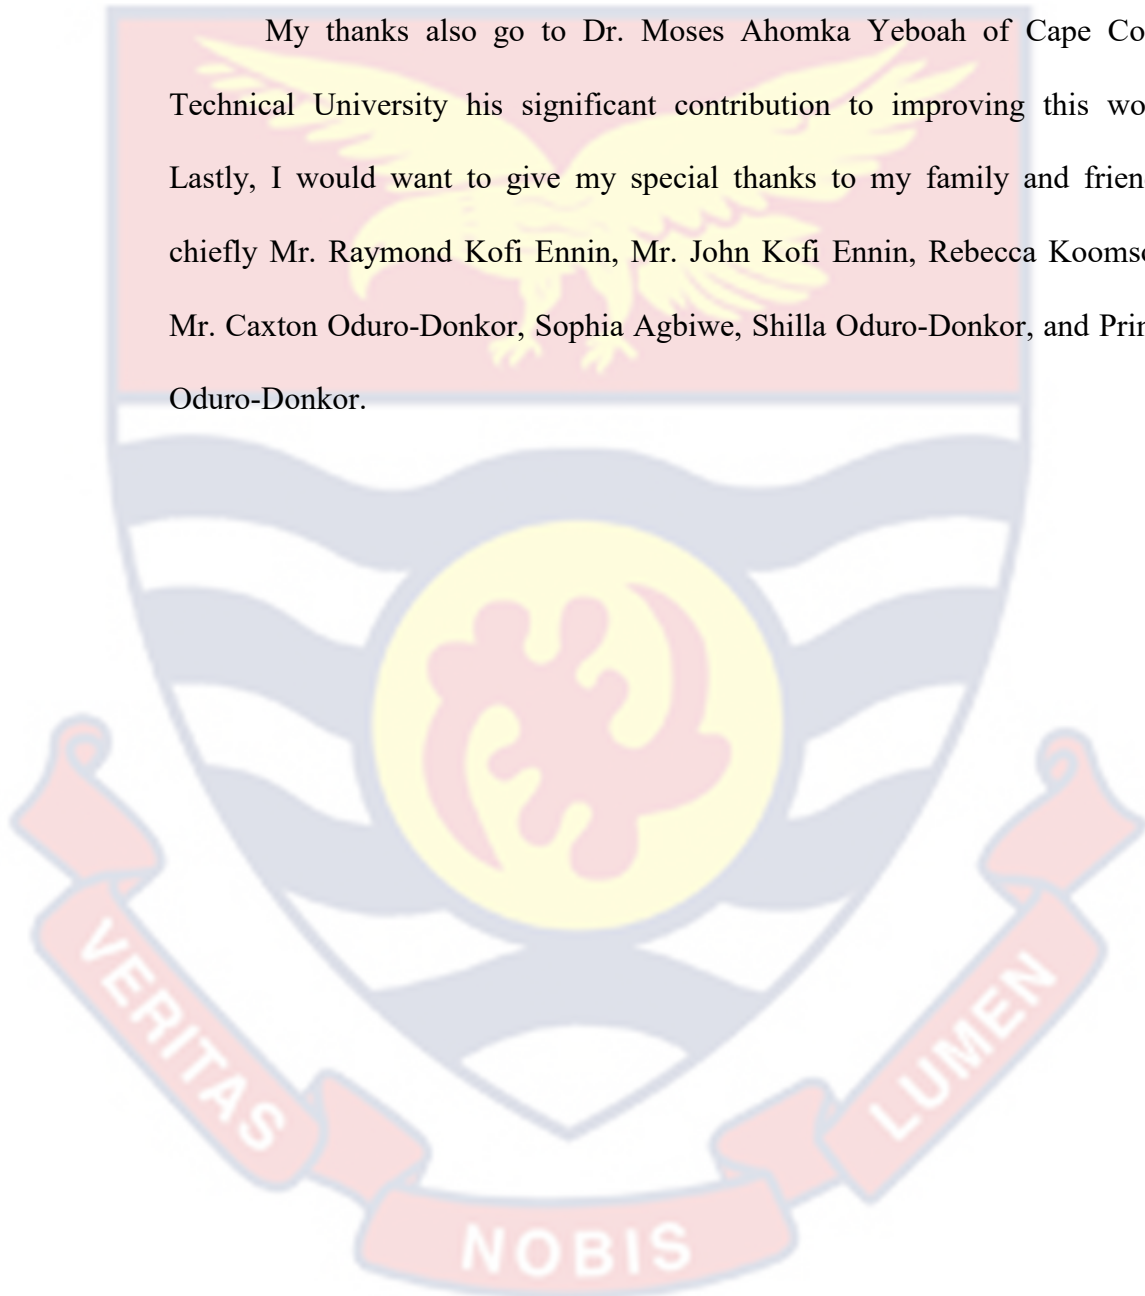 My thanks also go to Dr. Moses Ahomka Yeboah of Cape Co
Technical University his significant contribution to improving this wo
Lastly, I would want to give my special thanks to my family and frien
chiefly Mr. Raymond Kofi Ennin, Mr. John Kofi Ennin, Rebecca Koomso
Mr. Caxton Oduro-Donkor, Sophia Agbiwe, Shilla Oduro-Donkor, and Prin
Oduro-Donkor.
VERITAS
NOBIS
LUMEN